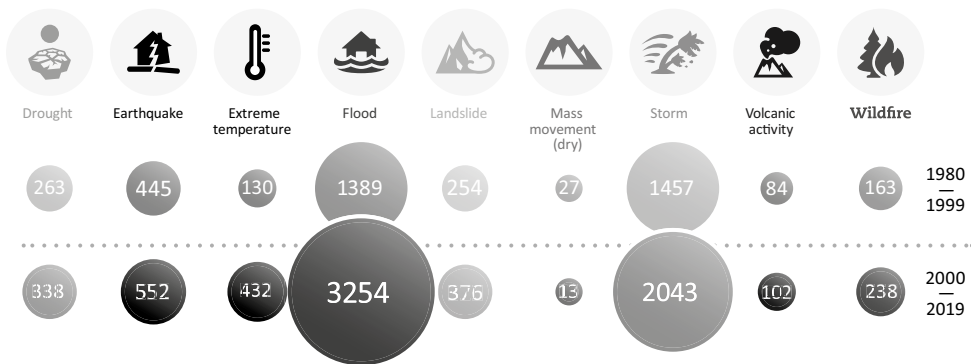 Drought Earthquake Extreme temperature Flood Landslide Mass movement (dry) Storm Volcanic activity Wildfire
263 445 130 1389 254 27 1457 84 163 1980 — 1999
338 552 432 3254 376 13 2043 102 238 2000 — 2019